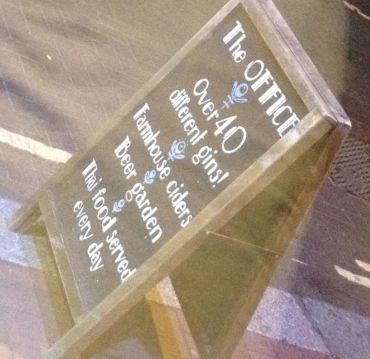 The OFFICE
Over 40
different gins!
Farmhouse ciders
Beer garden
Thai food served
every day